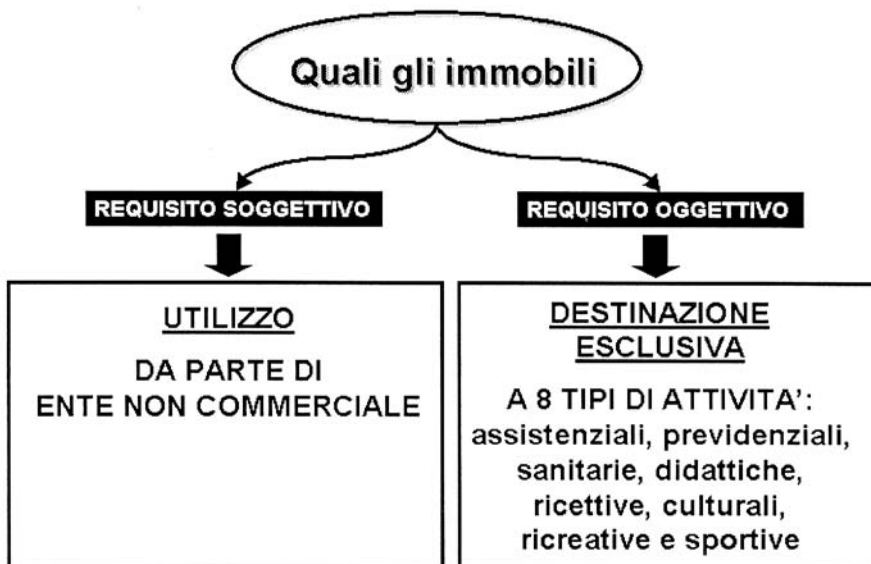 Quali gli immobili
REQUISITO SOGGETTIVO
REQUISITO OGGETTIVO
UTILIZZO
DA PARTE DI
ENTE NON COMMERCIALE
DESTINAZIONE
ESCLUSIVA
A 8 TIPI DI ATTIVITA':
assistenziali, previdenziali,
sanitarie, didattiche,
ricettive, culturali,
ricreative e sportive